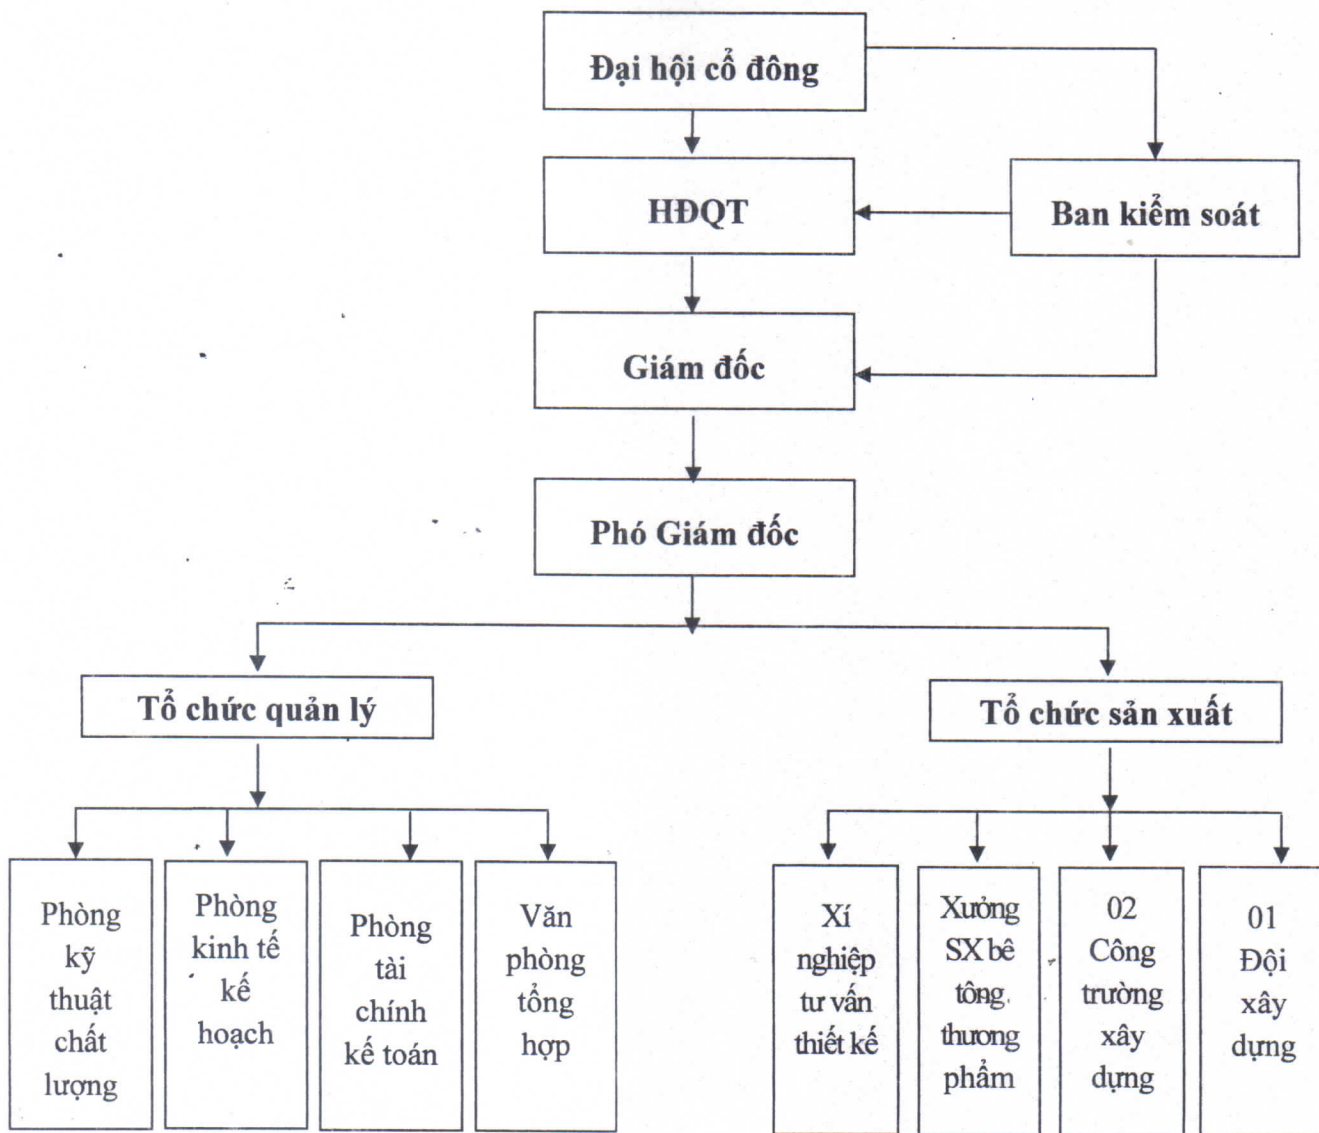 Đại hội cổ đông
HĐQT
Ban kiểm soát
Giám đốc
Phó Giám đốc
Tổ chức quản lý
Tổ chức sản xuất
Phòng
kỹ
thuật
chất
lượng
Phòng
kinh tế
kế
hoạch
Phòng
tài
chính
kế toán
Văn
phòng
tổng
hợp
Xí
nghiệp
tư vấn
thiết kế
Xưởng
SX bê
tông
thương
phẩm
02
Công
trường
xây
dựng
01
Đội
xây
dựng